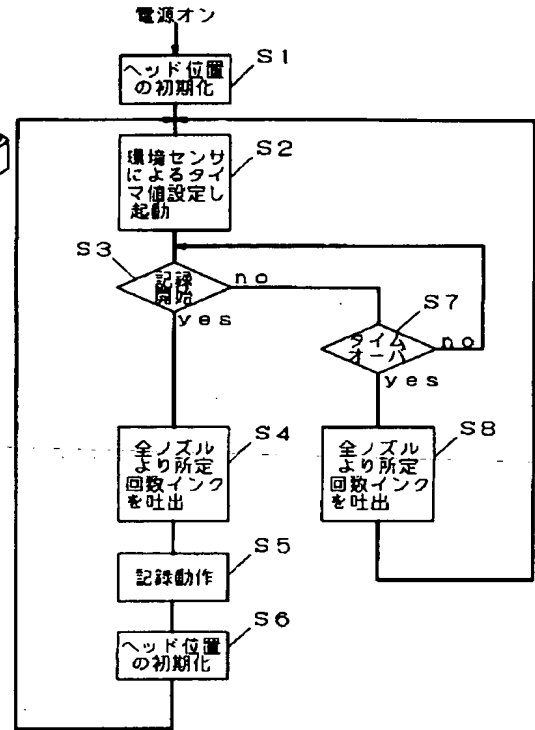 電源オン
ヘッド位置
の初期化
S1
環境センサ
によるタイ
マ値設定し
起動
S2
S3
記録
開始
no
yes
S7
タイム
オーバ
no
yes
S4
全ノズル
より所定
回数インク
を吐出
S8
全ノズル
より所定
回数インク
を吐出
S5
記録動作
S6
ヘッド位置
の初期化